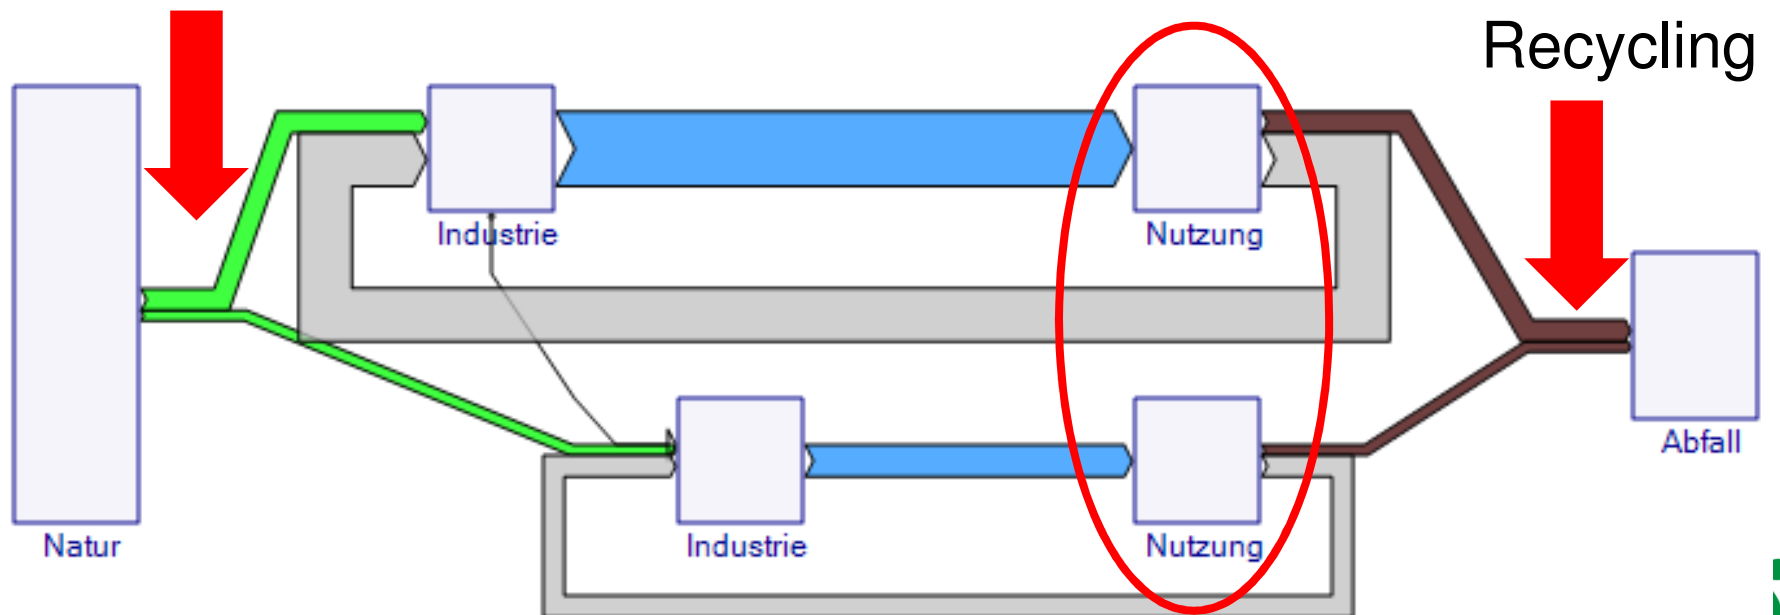 Recycling
Industrie
Nutzung
Abfall
Natur
Industrie
Nutzung